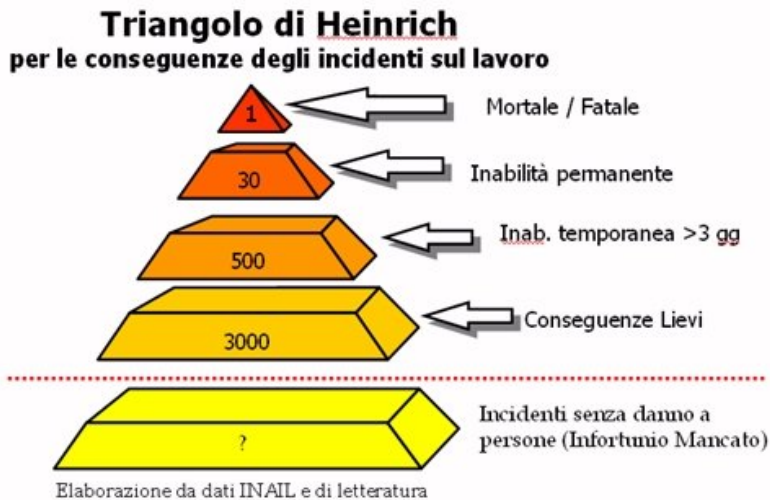 Triangolo di Heinrich
per le conseguenze degli incidenti sul lavoro
1
Mortale / Fatale
30
Inabilità permanente
500
Inab. temporanea >3 gg
3000
Conseguenze Lievi
?
Incidenti senza danno a
persone (Infortunio Mancato)
Elaborazione da dati INAIL e di letteratura